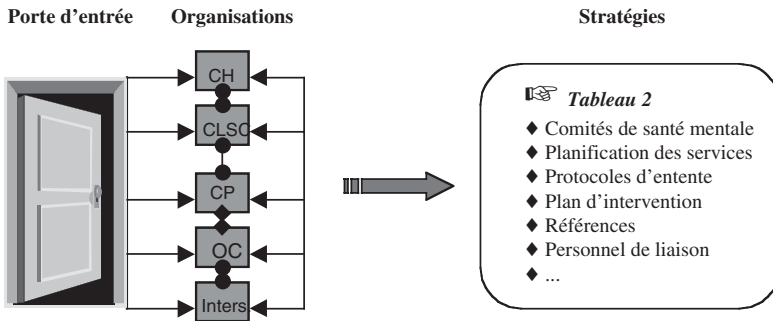 Porte d'entrée
Organisations
Stratégies
CH
CLSC
CP
OC
Inters
☞ Tableau 2
♦ Comités de santé mentale
♦ Planification des services
♦ Protocoles d'entente
♦ Plan d'intervention
♦ Références
♦ Personnel de liaison
♦ ...